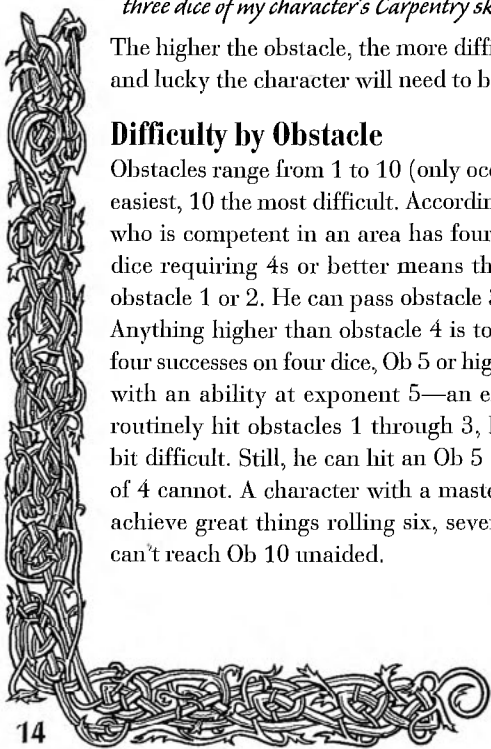 three dice of my character's Carpentry sk
The higher the obstacle, the more diffi
and lucky the character will need to b
Difficulty by Obstacle
Obstacles range from 1 to 10 (only occ
easiest, 10 the most difficult. Accordin
who is competent in an area has four
dice requiring 4s or better means th
obstacle 1 or 2. He can pass obstacle
Anything higher than obstacle 4 is to
four successes on four dice, Ob 5 or hig
with an ability at exponent 5—an e
routinely hit obstacles 1 through 3, l
bit difficult. Still, he can hit an Ob 5
of 4 cannot. A character with a maste
achieve great things rolling six, seve
can't reach Ob 10 unaided.
14